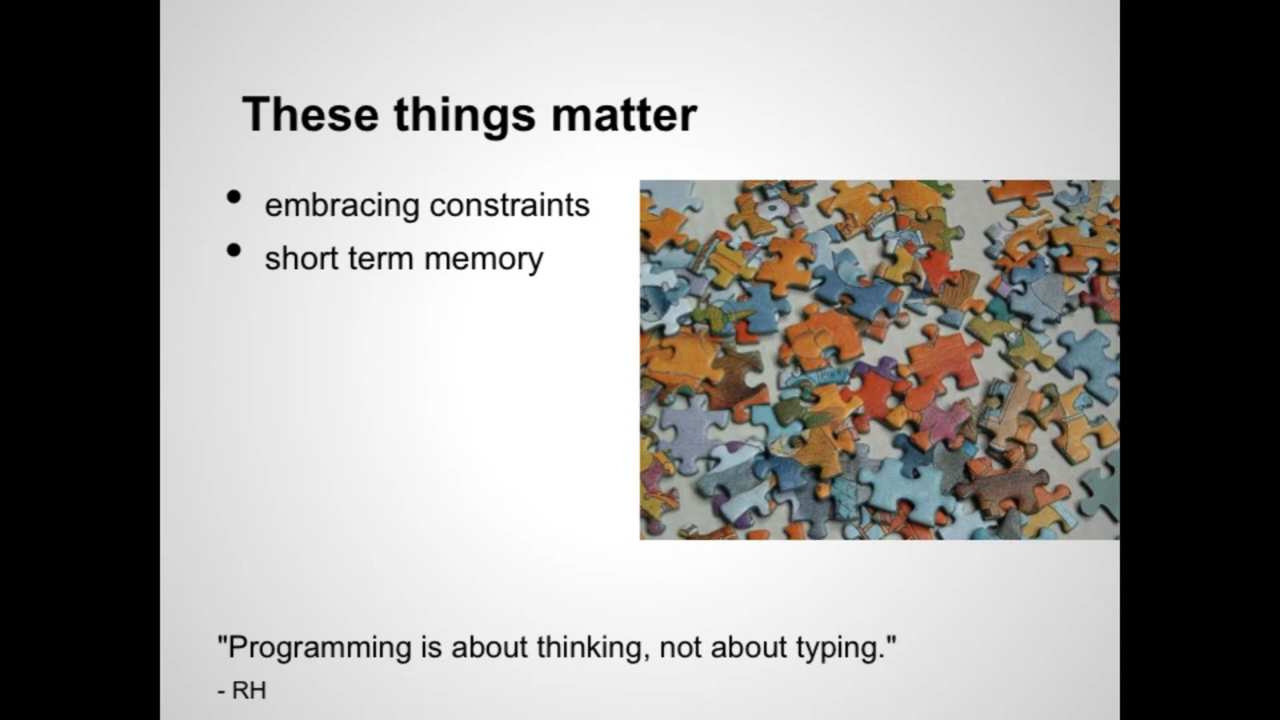 These things matter
• embracing constraints
• short term memory
"Programming is about thinking, not about typing."
- RH